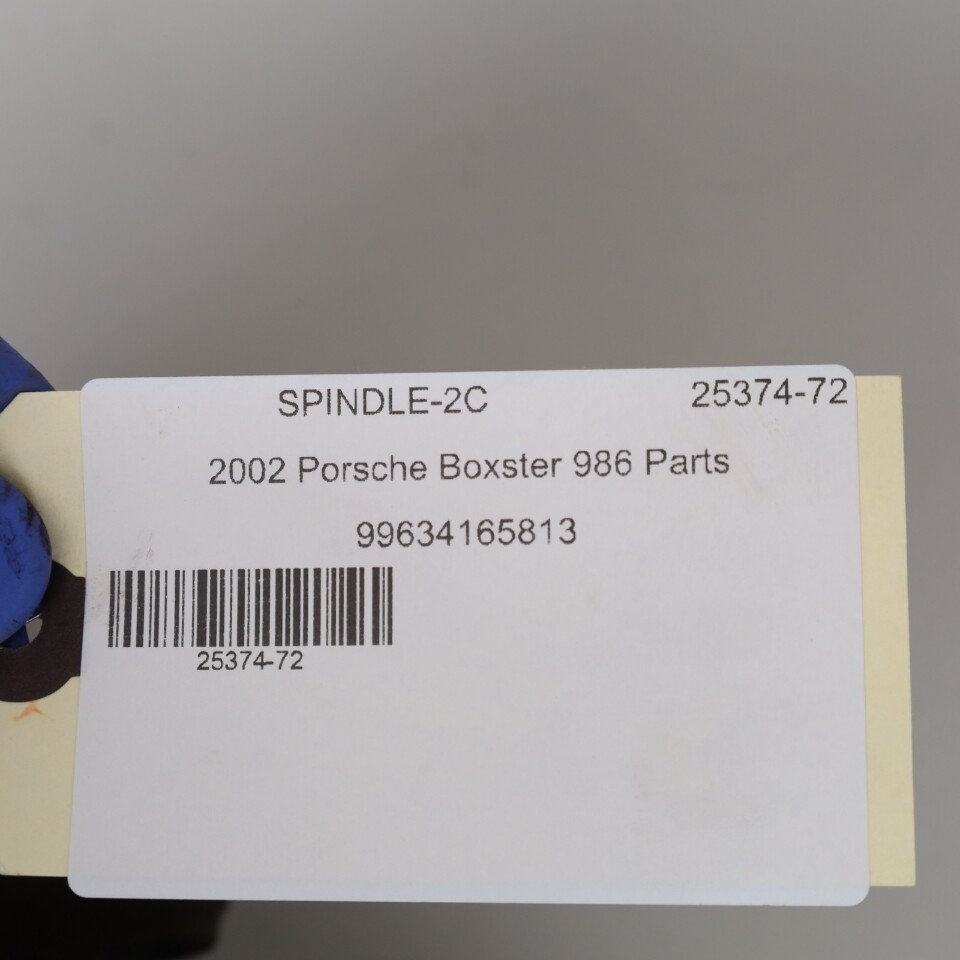 SPINDLE-2C 25374-72
2002 Porsche Boxster 986 Parts
99634165813
25374-72